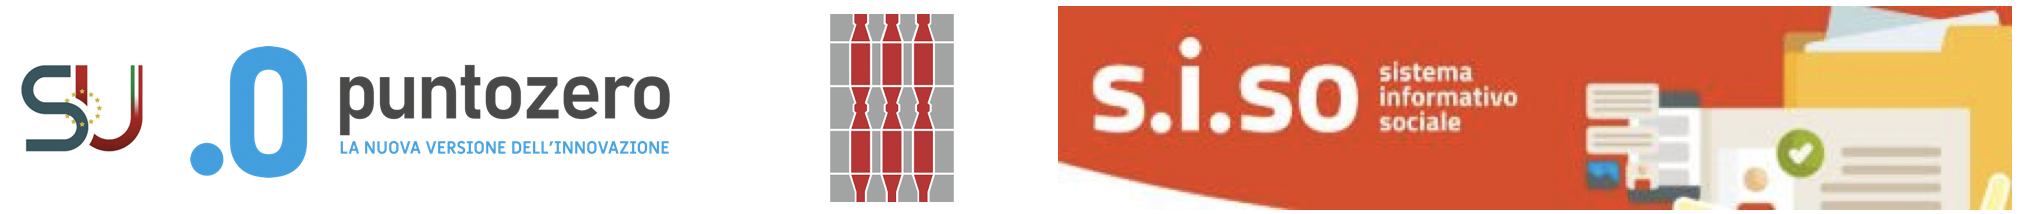 SU
.0 puntozero
LA NUOVA VERSIONE DELL'INNOVAZIONE
s.i.so
sistema
informativo
sociale